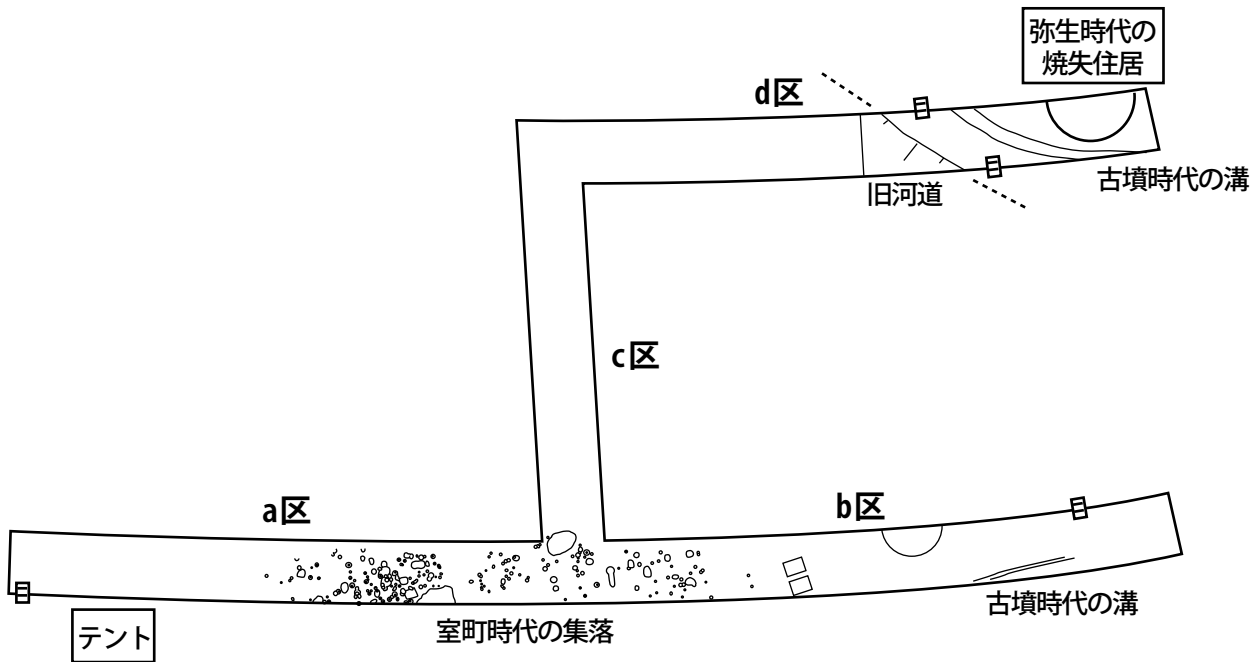 弥生時代の
焼失住居
d区
古墳時代の溝
旧河道
c区
a区
b区
古墳時代の溝
室町時代の集落
テント